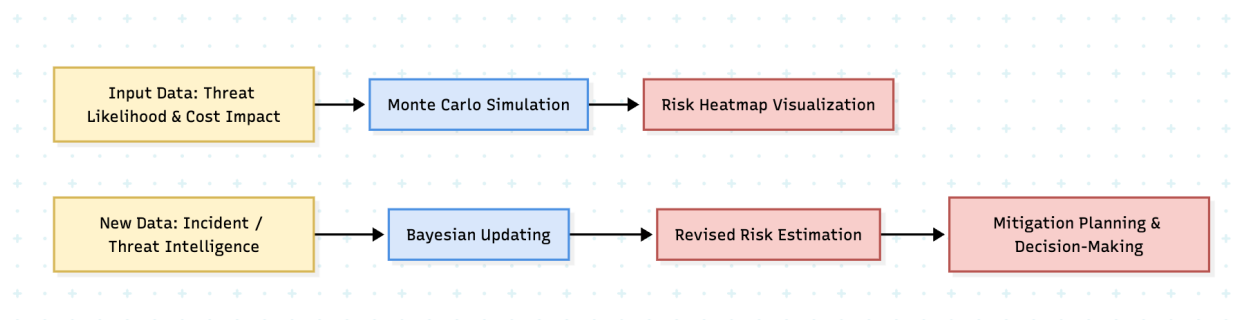 Input Data: Threat
Likelihood & Cost Impact
Monte Carlo Simulation
Risk Heatmap Visualization
New Data: Incident /
Threat Intelligence
Bayesian Updating
Revised Risk Estimation
Mitigation Planning &
Decision-Making